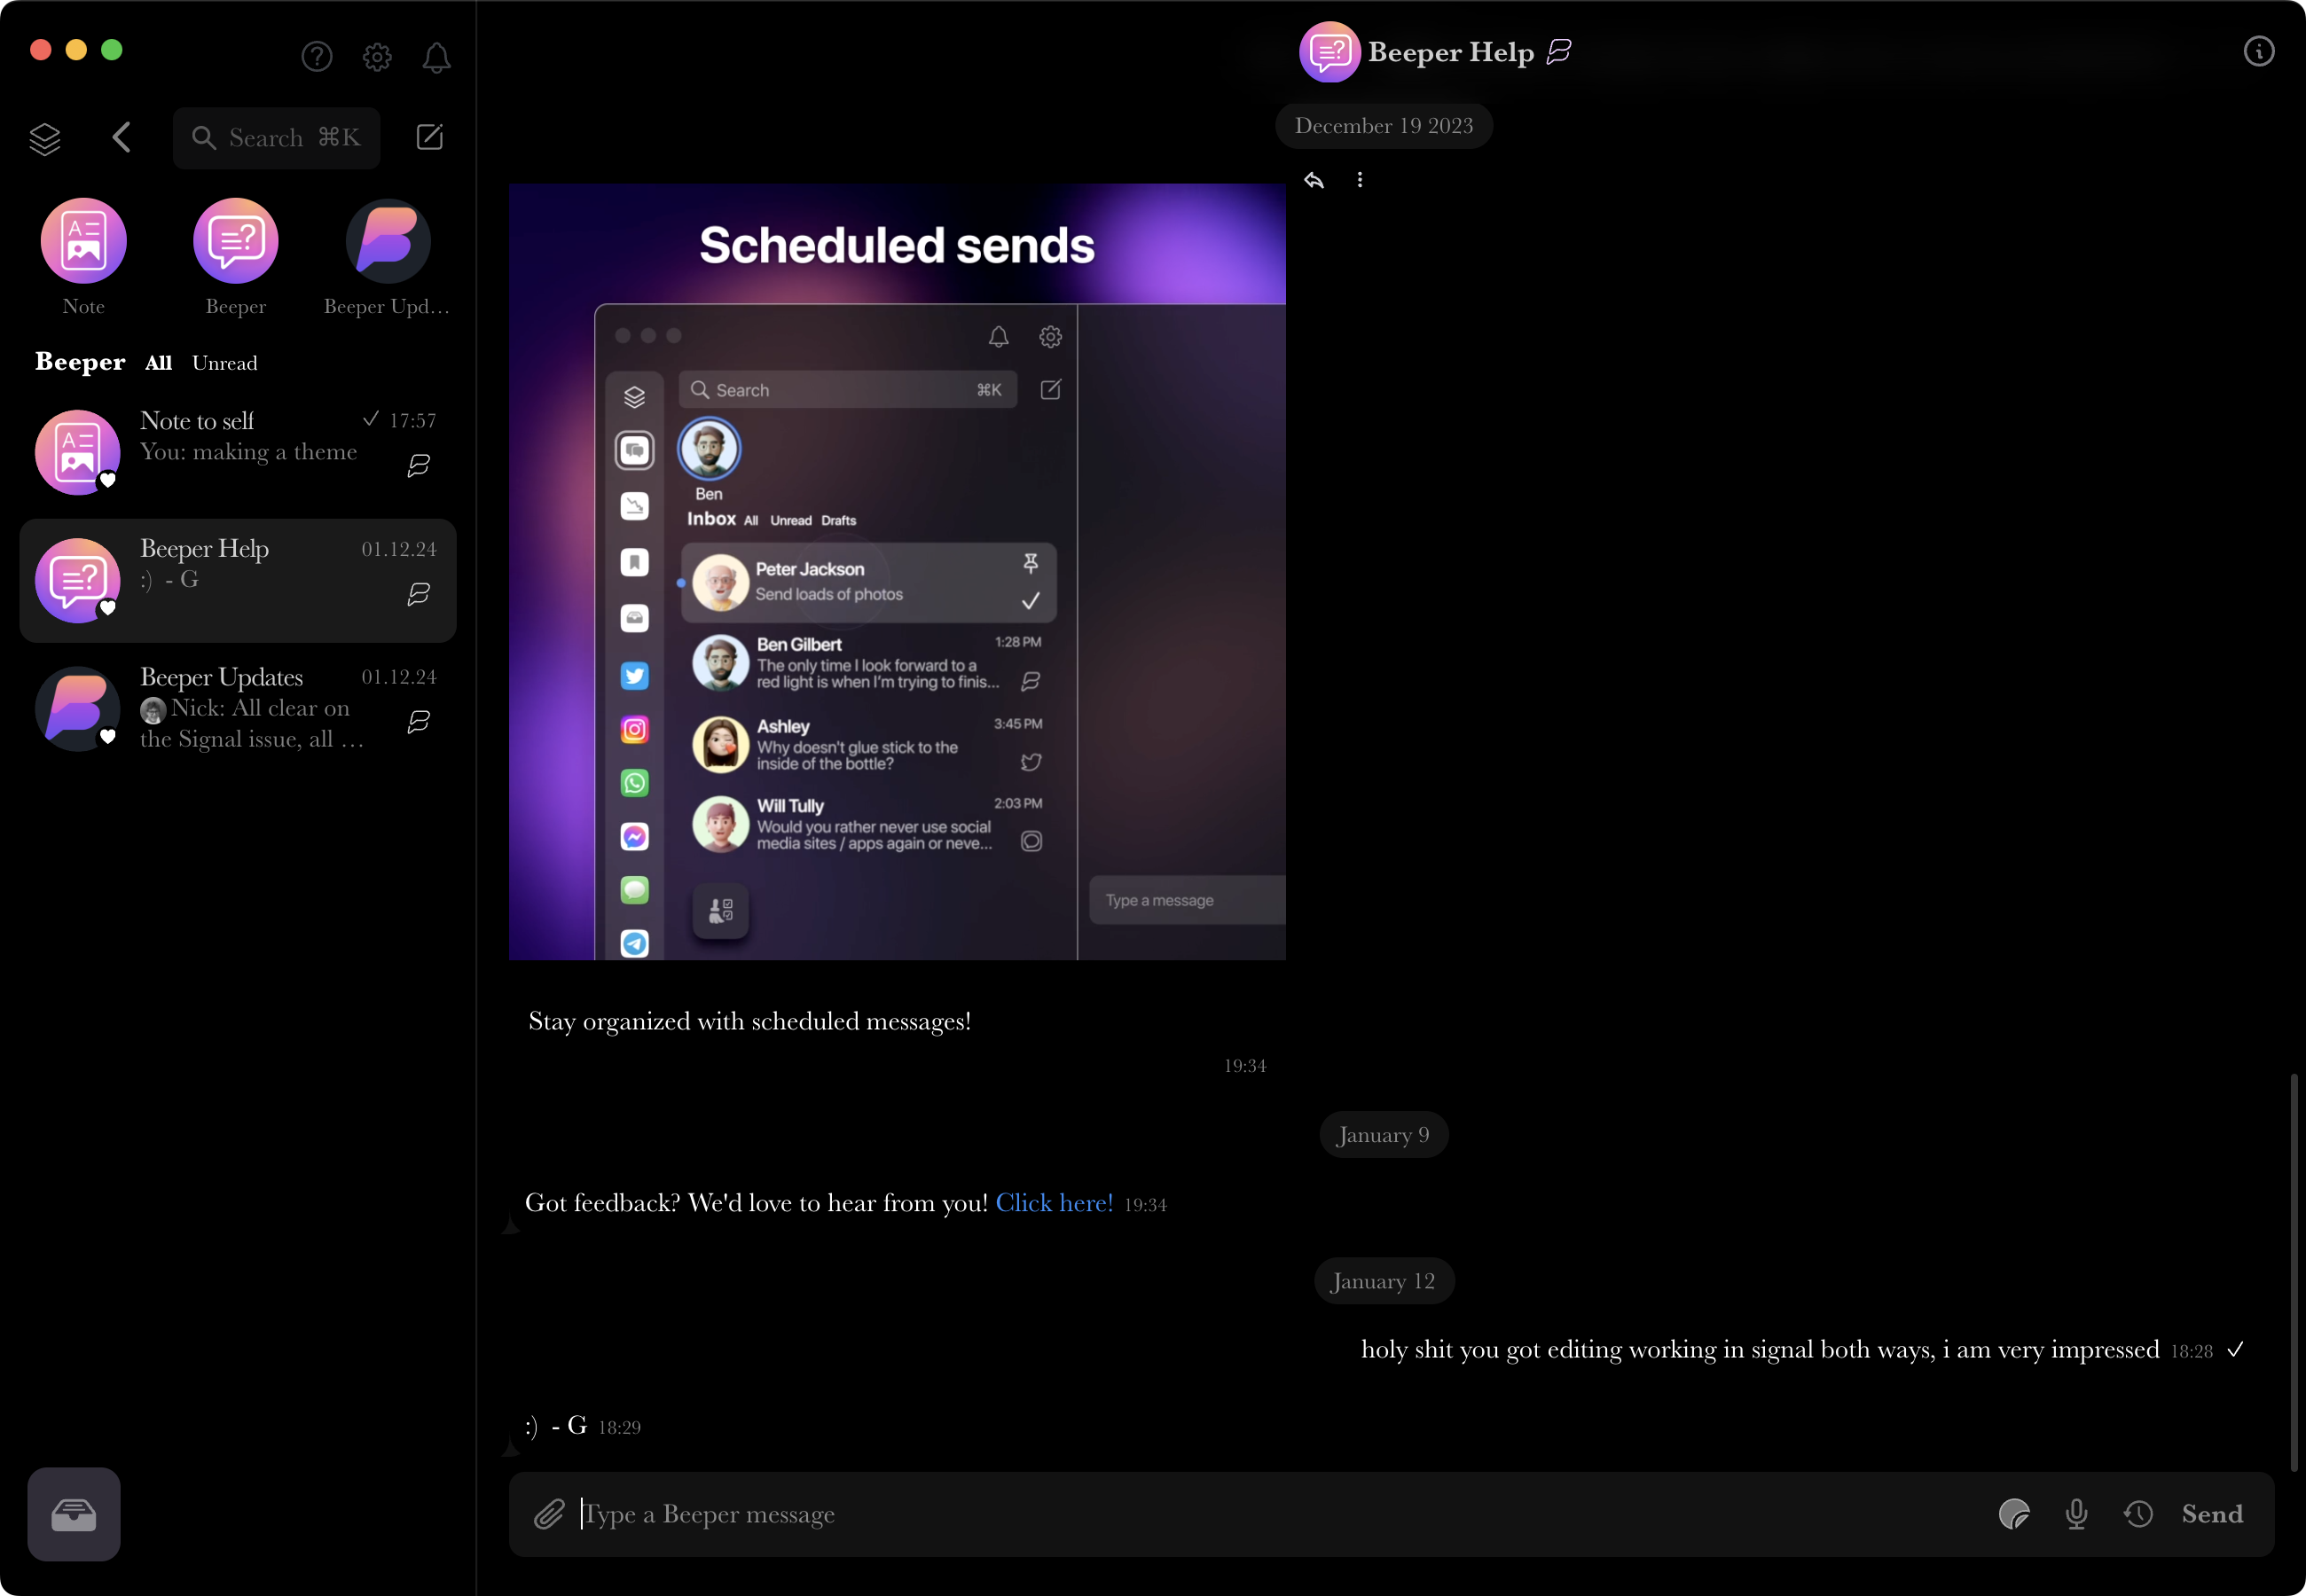 Search ⌘K
Note
Beeper
Beeper Upd…
Beeper All Unread
Note to self 17:57
You: making a theme
Beeper Help 01.12.24
:) - G
Beeper Updates 01.12.24
Nick: All clear on
the Signal issue, all …
Beeper Help
December 19 2023
Scheduled sends
Search ⌘K
Ben
Inbox All Unread Drafts
Peter Jackson
Send loads of photos
Ben Gilbert 1:28 PM
The only time I look forward to a
red light is when I'm trying to finis...
Ashley 3:45 PM
Why doesn't glue stick to the
inside of the bottle?
Will Tully 2:03 PM
Would you rather never use social
media sites / apps again or neve...
Type a message
Stay organized with scheduled messages!
19:34
January 9
Got feedback? We'd love to hear from you! Click here! 19:34
January 12
holy shit you got editing working in signal both ways, i am very impressed 18:28
:) - G 18:29
Type a Beeper message
Send